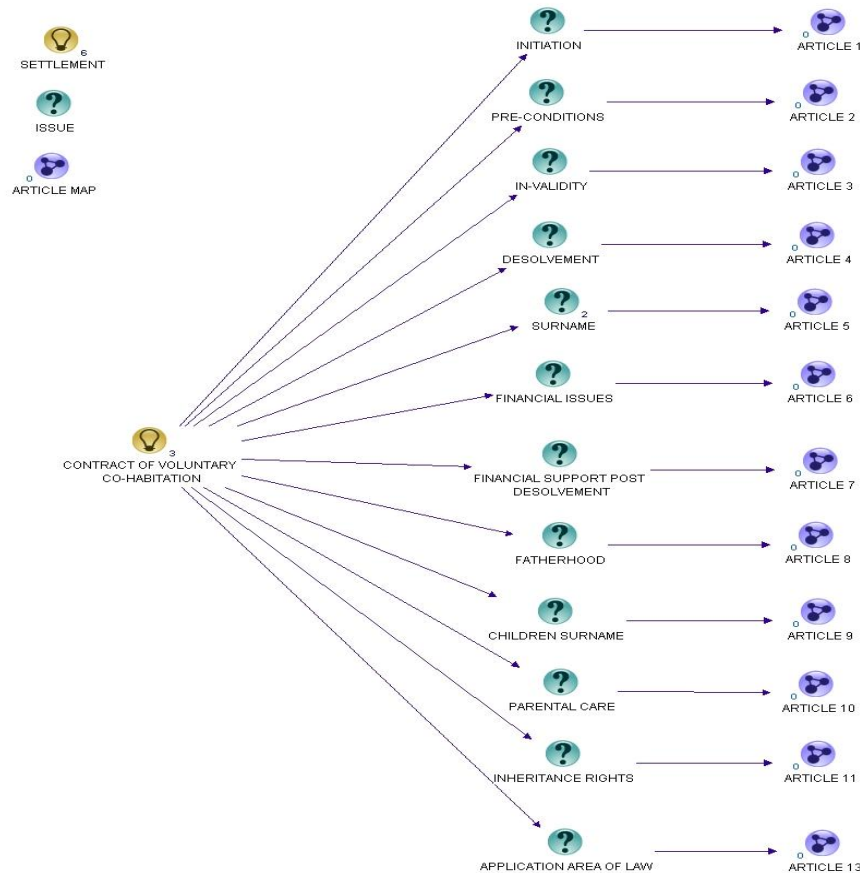 6
SETTLEMENT
ISSUE
0
ARTICLE MAP
INITIATION
0
ARTICLE 1
PRE-CONDITIONS
0
ARTICLE 2
IN-VALIDITY
0
ARTICLE 3
DESOLVEMENT
0
ARTICLE 4
2
SURNAME
0
ARTICLE 5
FINANCIAL ISSUES
0
ARTICLE 6
3
CONTRACT OF VOLUNTARY
CO-HABITATION
FINANCIAL SUPPORT POST
DESOLVEMENT
0
ARTICLE 7
FATHERHOOD
0
ARTICLE 8
CHILDREN SURNAME
0
ARTICLE 9
PARENTAL CARE
0
ARTICLE 10
INHERITANCE RIGHTS
0
ARTICLE 11
APPLICATION AREA OF LAW
0
ARTICLE 13